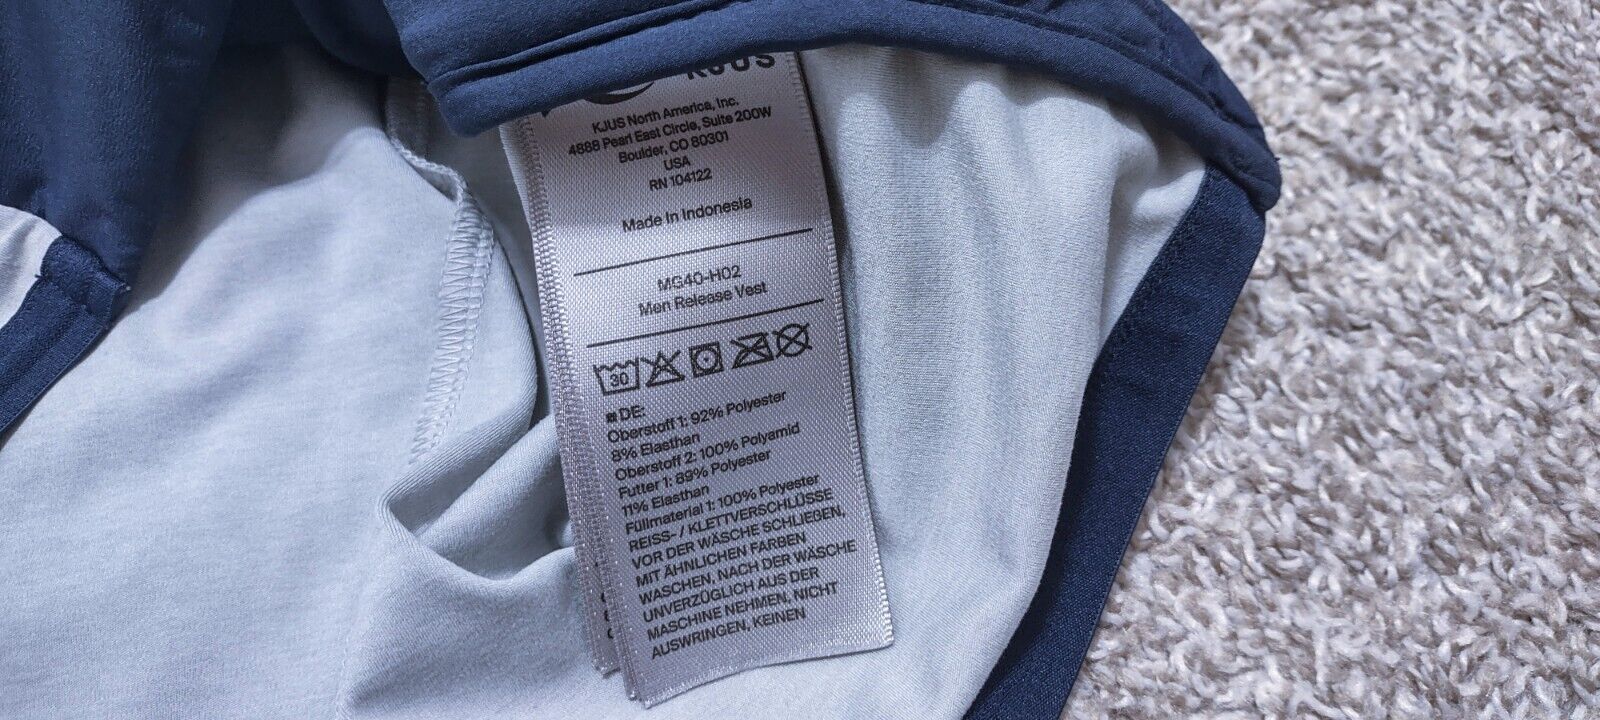 KJUS
KJUS North America, Inc.
4888 Pearl East Circle, Suite 200W
Boulder, CO 80301
USA
RN 104122
Made In Indonesia
MG40-H02
Men Release Vest
30
DE:
Oberstoff 1: 92% Polyester
8% Elasthan
Oberstoff 2: 100% Polyamid
Futter 1: 89% Polyester
11% Elasthan
Füllmaterial 1: 100% Polyester
REISS- / KLETTVERSCHLÜSSE
VOR DER WÄSCHE SCHLIEßEN,
MIT ÄHNLICHEN FARBEN
WASCHEN, NACH DER WÄSCHE
UNVERZÜGLICH AUS DER
MASCHINE NEHMEN, NICHT
AUSWRINGEN, KEINEN